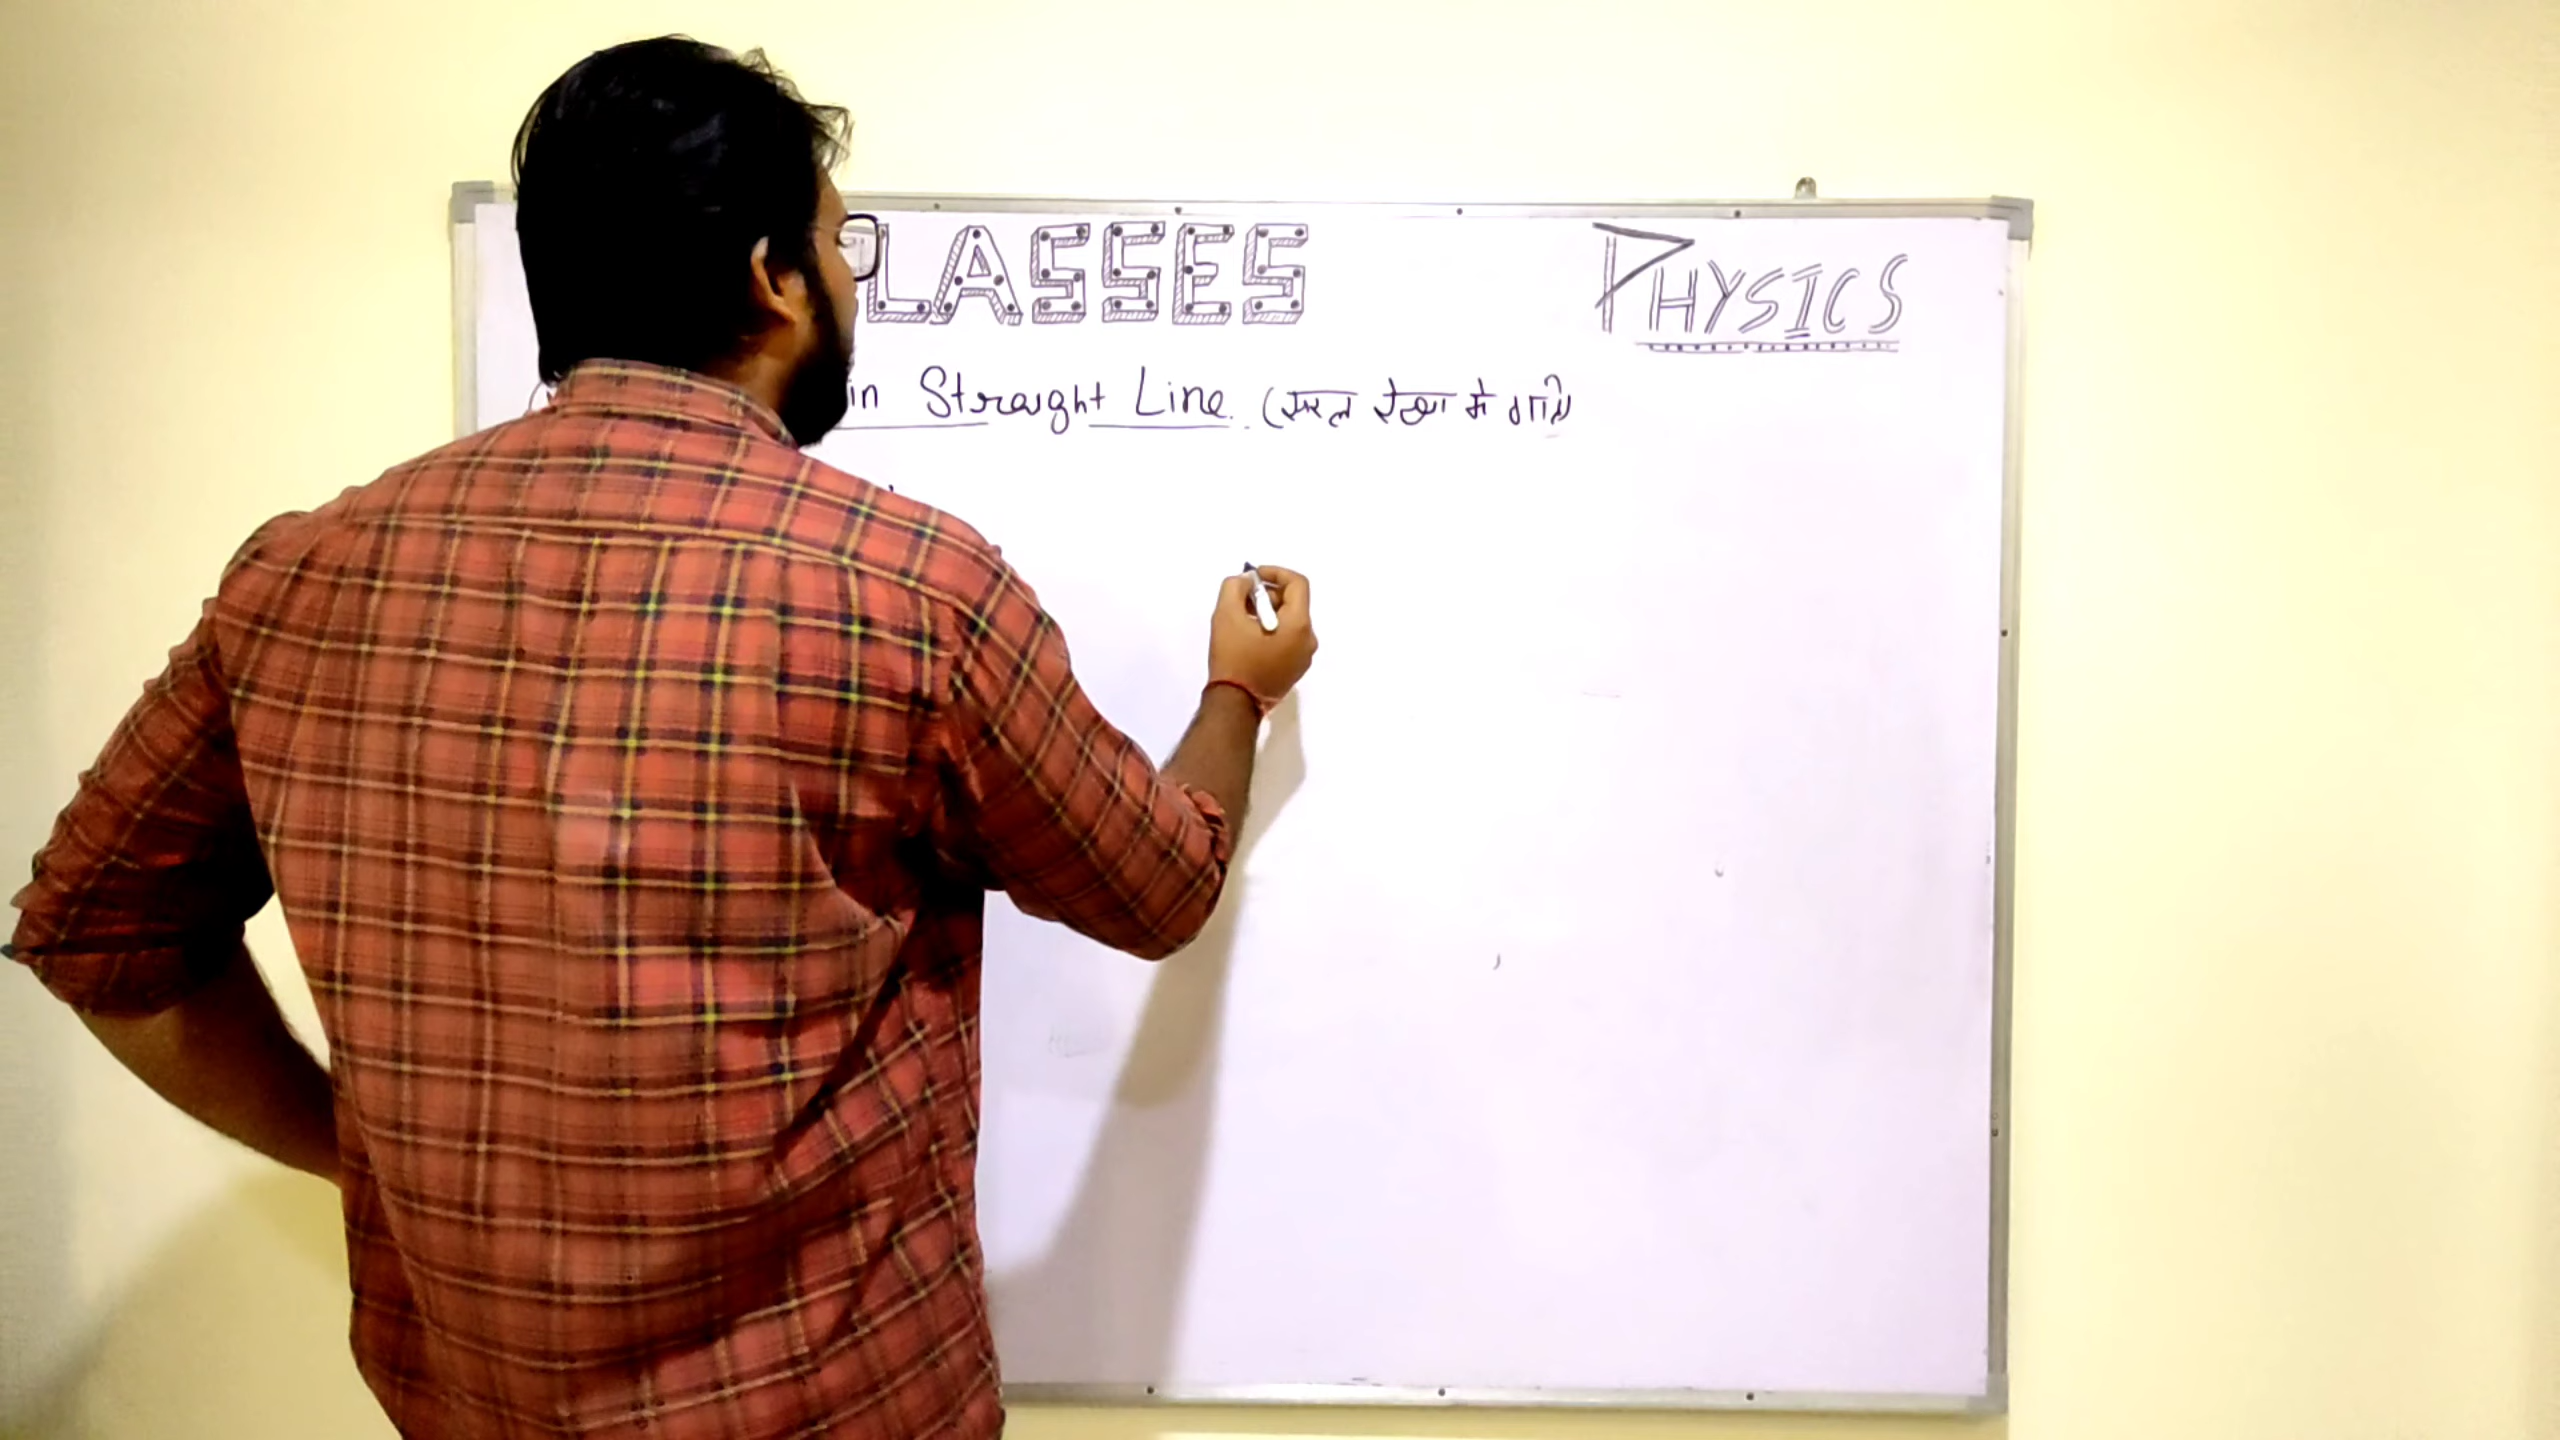 LASSES
PHYSICS
in Straight Line. (सरल रेखा में गति)